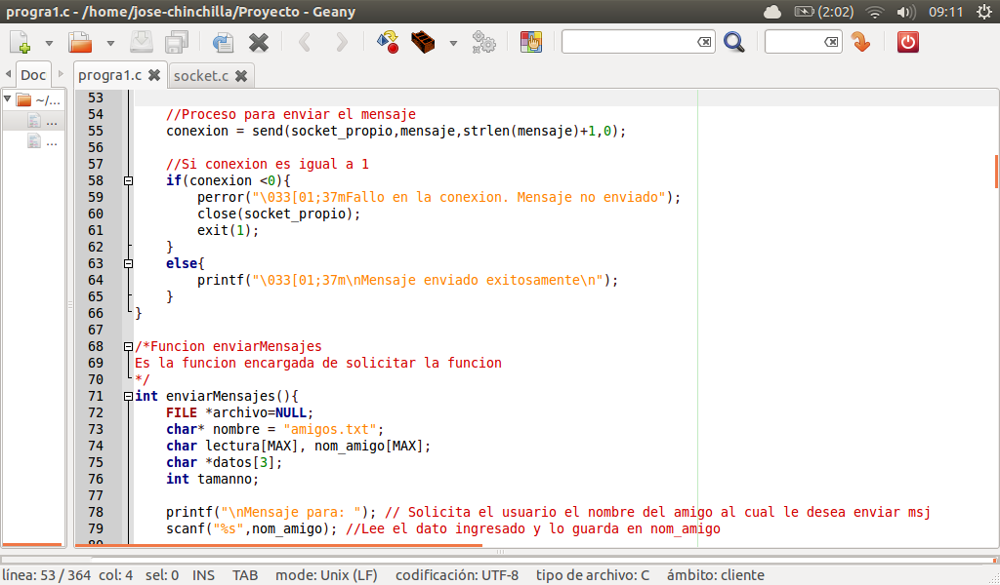 progra1.c - /home/jose-chinchilla/Proyecto - Geany
(2:02) 09:11
Doc
progra1.c socket.c
~/...
...
...
53
54 //Proceso para enviar el mensaje
55 conexion = send(socket_propio,mensaje,strlen(mensaje)+1,0);
56
57 //Si conexion es igual a 1
58 if(conexion <0){
59 perror("\033[01;37mFallo en la conexion. Mensaje no enviado");
60 close(socket_propio);
61 exit(1);
62 }
63 else{
64 printf("\033[01;37m\nMensaje enviado exitosamente\n");
65 }
66 }
67
68 /*Funcion enviarMensajes
69 Es la funcion encargada de solicitar la funcion
70 */
71 int enviarMensajes(){
72 FILE *archivo=NULL;
73 char* nombre = "amigos.txt";
74 char lectura[MAX], nom_amigo[MAX];
75 char *datos[3];
76 int tamanno;
77
78 printf("\nMensaje para: "); // Solicita el usuario el nombre del amigo al cual le desea enviar msj
79 scanf("%s",nom_amigo); //Lee el dato ingresado y lo guarda en nom_amigo
80
línea: 53 / 364 col: 4 sel: 0 INS TAB mode: Unix (LF) codificación: UTF-8 tipo de archivo: C ámbito: cliente